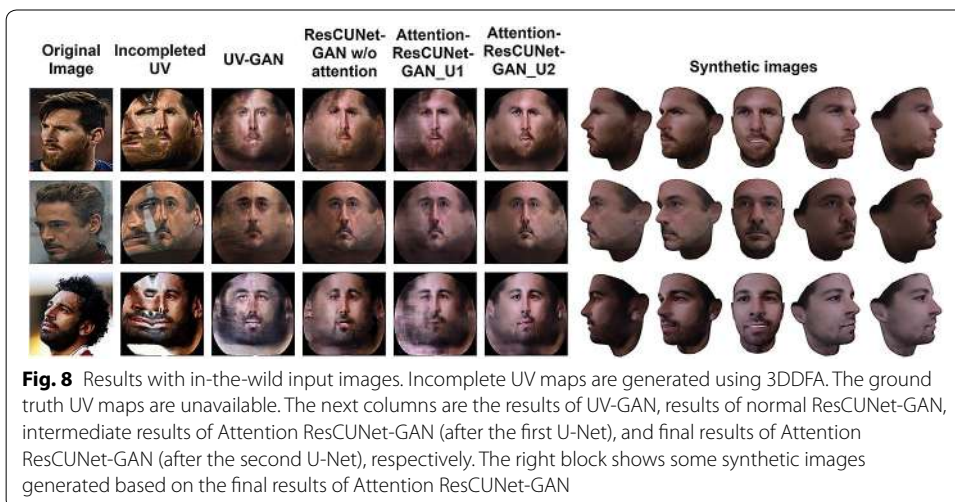 Original Image
Incompleted UV
UV-GAN
ResCUNet-GAN w/o attention
Attention-ResCUNet-GAN_U1
Attention-ResCUNet-GAN_U2
Synthetic images
Fig. 8 Results with in-the-wild input images. Incomplete UV maps are generated using 3DDFA. The ground
truth UV maps are unavailable. The next columns are the results of UV-GAN, results of normal ResCUNet-GAN,
intermediate results of Attention ResCUNet-GAN (after the first U-Net), and final results of Attention
ResCUNet-GAN (after the second U-Net), respectively. The right block shows some synthetic images
generated based on the final results of Attention ResCUNet-GAN